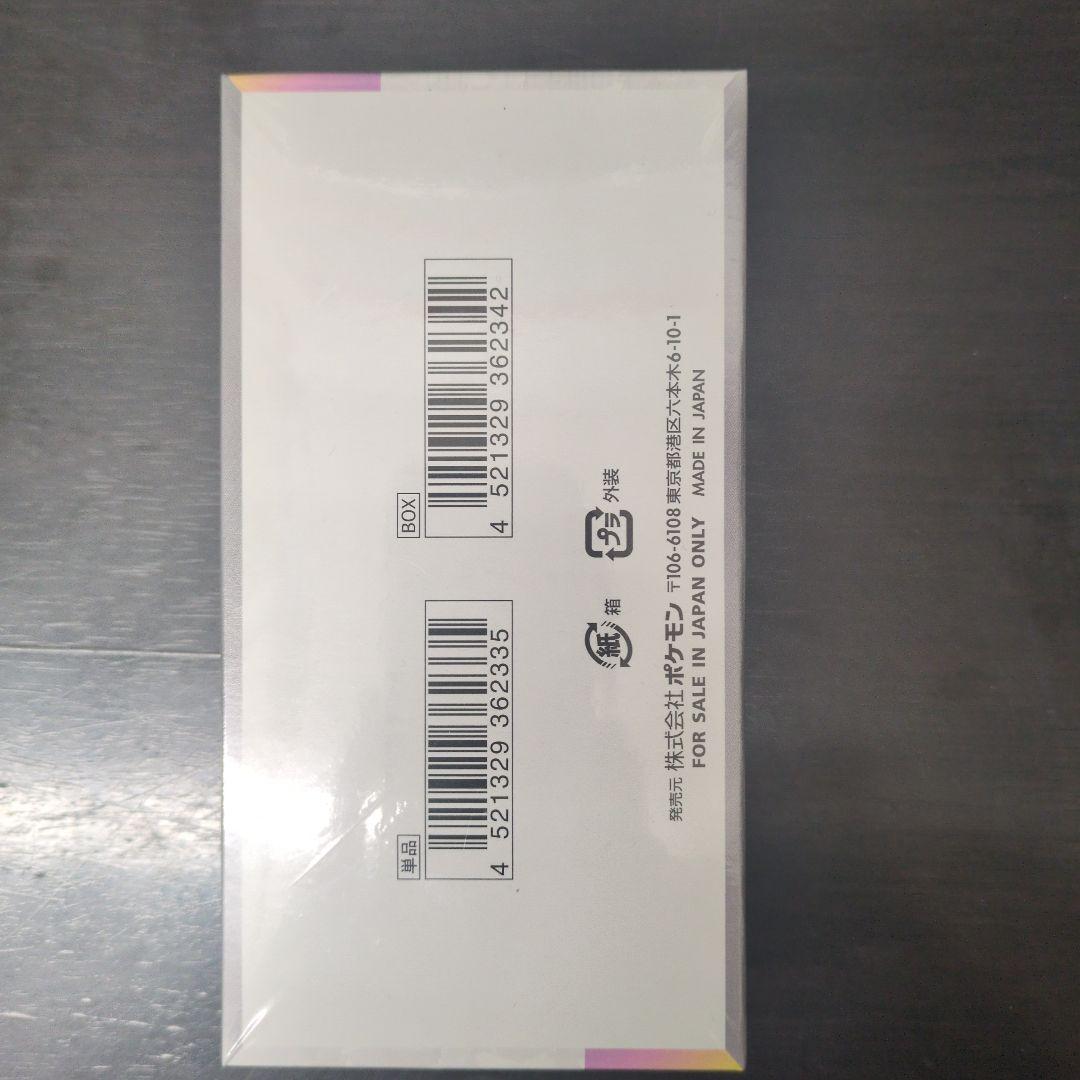 単品
4 521329 362335
BOX
4 521329 362342
紙 箱
プラ 外装
発売元 株式会社 ポケモン 〒106-6108 東京都港区六本木6-10-1
FOR SALE IN JAPAN ONLY MADE IN JAPAN